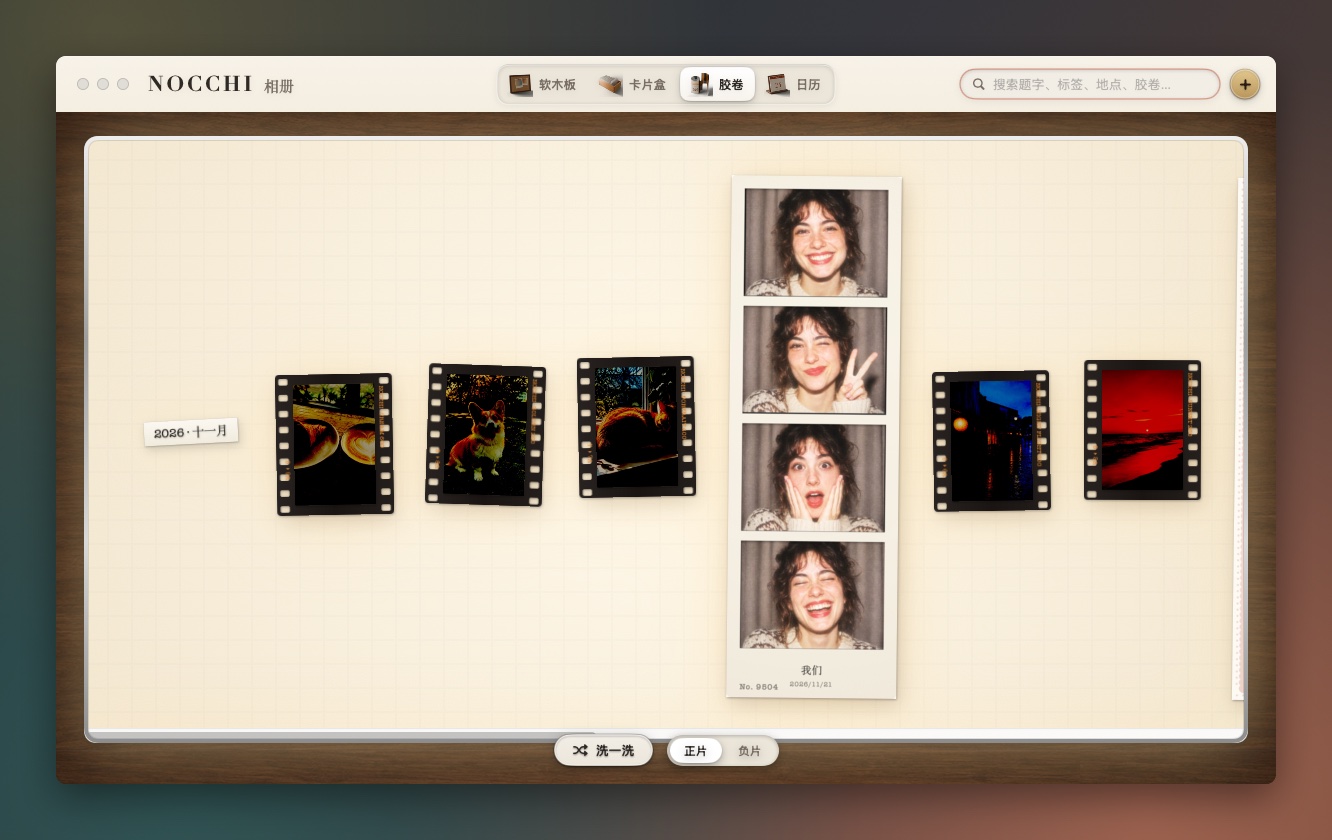 NOCCHI 相册
软木板
卡片盒
胶卷
日历
搜索题字、标签、地点、胶卷...
2026·十一月
我们
No. 9504 2026/11/21
洗一洗
正片
负片